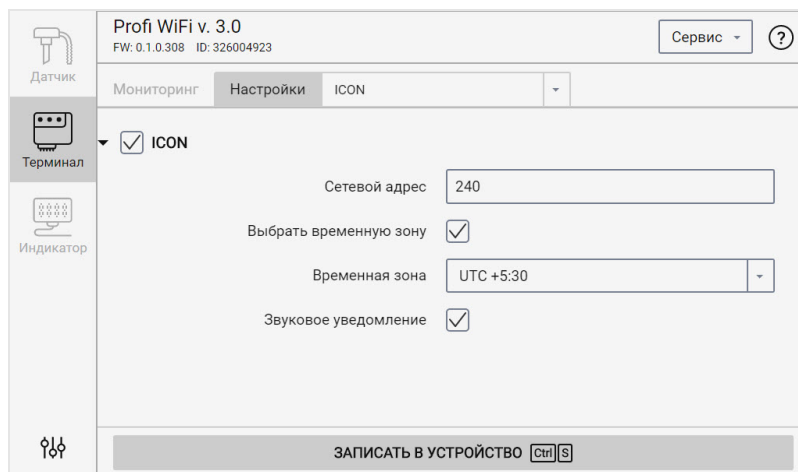 Profi WiFi v. 3.0
FW: 0.1.0.308 ID: 326004923
Сервис
?
Датчик
Мониторинг Настройки ICON
ICON
Терминал
Сетевой адрес 240
Выбрать временную зону
Индикатор
Временная зона UTC +5:30
Звуковое уведомление
ЗАПИСАТЬ В УСТРОЙСТВО Ctrl S